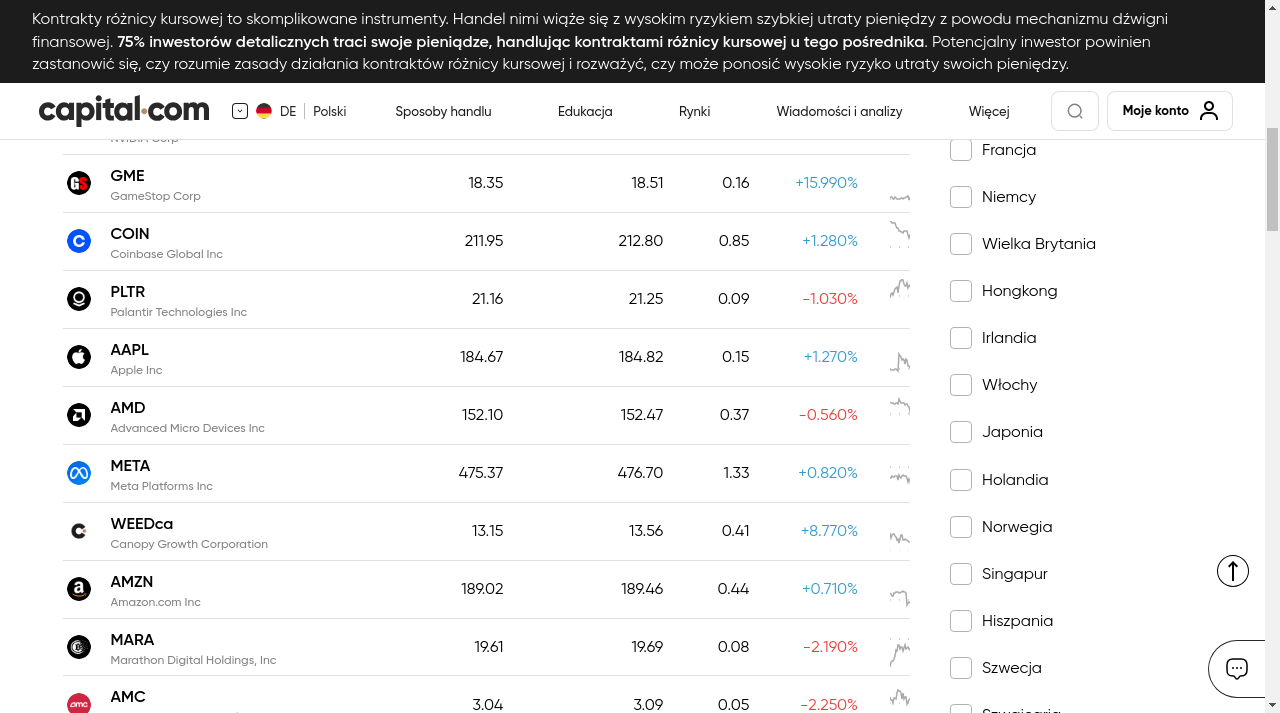 Kontrakty różnicy kursowej to skomplikowane instrumenty. Handel nimi wiąże się z wysokim ryzykiem szybkiej utraty pieniędzy z powodu mechanizmu dźwigni
finansowej. 75% inwestorów detalicznych traci swoje pieniądze, handlując kontraktami różnicy kursowej u tego pośrednika. Potencjalny inwestor powinien
zastanowić się, czy rozumie zasady działania kontraktów różnicy kursowej i rozważyć, czy może ponosić wysokie ryzyko utraty swoich pieniędzy.
capital.com DE Polski Sposoby handlu Edukacja Rynki Wiadomości i analizy Więcej Moje konto
NVIDIA Corp
GME 18.35 18.51 0.16 +15.990%
GameStop Corp
COIN 211.95 212.80 0.85 +1.280%
Coinbase Global Inc
PLTR 21.16 21.25 0.09 -1.030%
Palantir Technologies Inc
AAPL 184.67 184.82 0.15 +1.270%
Apple Inc
AMD 152.10 152.47 0.37 -0.560%
Advanced Micro Devices Inc
META 475.37 476.70 1.33 +0.820%
Meta Platforms Inc
WEEDca 13.15 13.56 0.41 +8.770%
Canopy Growth Corporation
AMZN 189.02 189.46 0.44 +0.710%
Amazon.com Inc
MARA 19.61 19.69 0.08 -2.190%
Marathon Digital Holdings, Inc
AMC 3.04 3.09 0.05 -2.250%
Francja
Niemcy
Wielka Brytania
Hongkong
Irlandia
Włochy
Japonia
Holandia
Norwegia
Singapur
Hiszpania
Szwecja
Szwajcaria